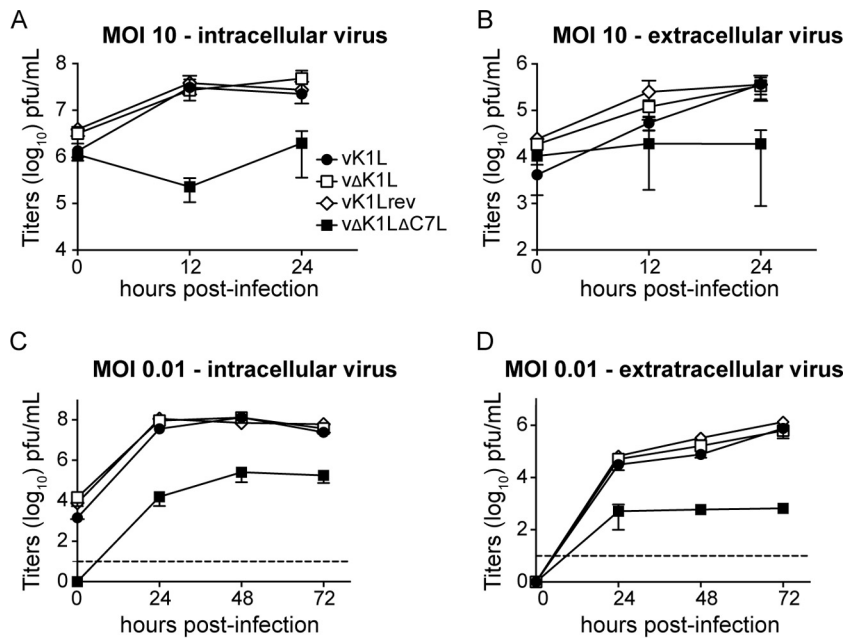 A
MOI 10 - intracellular virus
Titers (log10) pfu/mL
8
7
6
5
4
0
12
24
hours post-infection
vK1L
vΔK1L
vK1Lrev
vΔK1LΔC7L
B
MOI 10 - extracellular virus
Titers (log10) pfu/mL
6
5
4
3
2
0
12
24
hours post-infection
C
MOI 0.01 - intracellular virus
Titers (log10) pfu/mL
8
6
4
2
0
0
24
48
72
hours post-infection
D
MOI 0.01 - extratracellular virus
Titers (log10) pfu/mL
6
4
2
0
0
24
48
72
hours post-infection